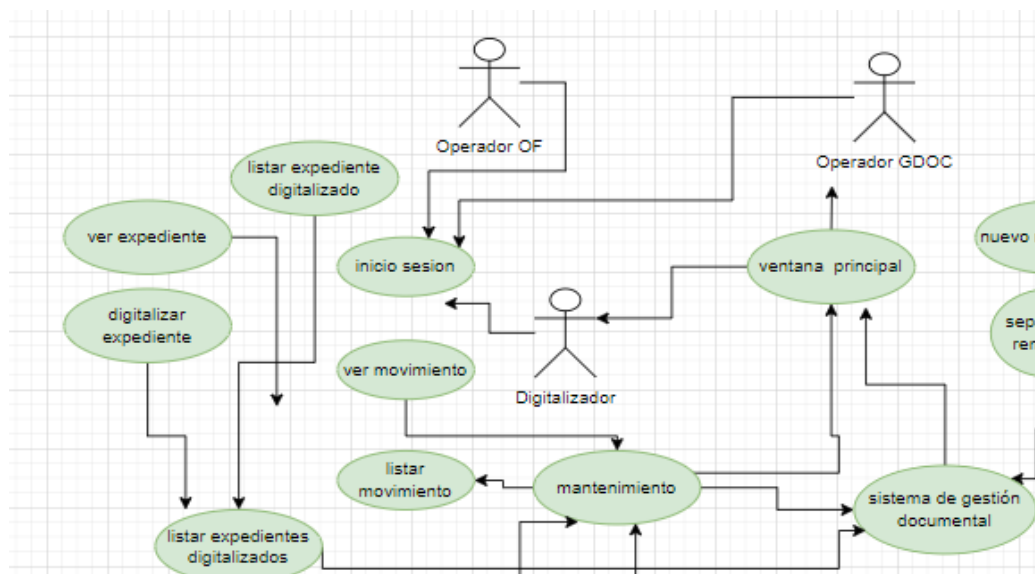 Operador OF
Operador GDOC
listar expediente
digitalizado
ver expediente
inicio sesion
ventana principal
nuevo
digitalizar
expediente
ver movimiento
Digitalizador
listar
movimiento
mantenimiento
sistema de gestión
documental
listar expedientes
digitalizados